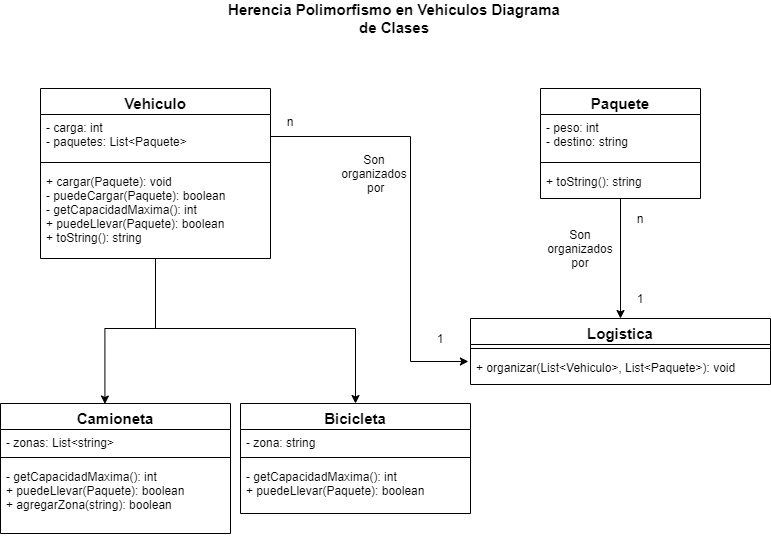 Herencia Polimorfismo en Vehiculos Diagrama
de Clases
Vehiculo
- carga: int
- paquetes: List<Paquete>
+ cargar(Paquete): void
- puedeCargar(Paquete): boolean
- getCapacidadMaxima(): int
+ puedeLlevar(Paquete): boolean
+ toString(): string
n
Son
organizados
por
1
Paquete
- peso: int
- destino: string
+ toString(): string
n
Son
organizados
por
1
Logistica
+ organizar(List<Vehiculo>, List<Paquete>): void
Camioneta
- zonas: List<string>
- getCapacidadMaxima(): int
+ puedeLlevar(Paquete): boolean
+ agregarZona(string): boolean
Bicicleta
- zona: string
- getCapacidadMaxima(): int
+ puedeLlevar(Paquete): boolean